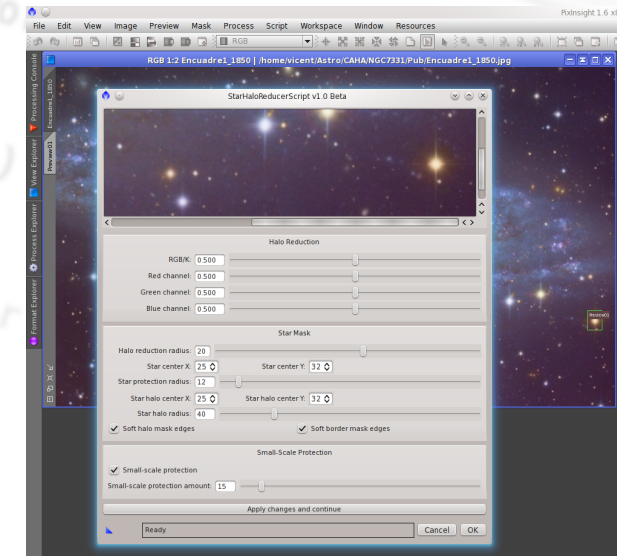 PixInsight 1.6
File Edit View Image Preview Mask Process Script Workspace Window Resources
RGB
RGB 1:2 Encuadre1_1850 | /home/vicent/Astro/CAHA/NGC7331/Pub/Encuadre1_1850.jpg
Processing Console
View Explorer
Process Explorer
Format Explorer
Encuadre1_1850
Preview01
StarHaloReducerScript v1.0 Beta
Halo Reduction
RGB/K: 0.500
Red channel: 0.500
Green channel: 0.500
Blue channel: 0.500
Star Mask
Halo reduction radius: 20
Star center X: 25 Star center Y: 32
Star protection radius: 12
Star halo center X: 25 Star halo center Y: 32
Star halo radius: 40
Soft halo mask edges Soft border mask edges
Small-Scale Protection
Small-scale protection
Small-scale protection amount: 15
Apply changes and continue
Ready Cancel OK
Preview01